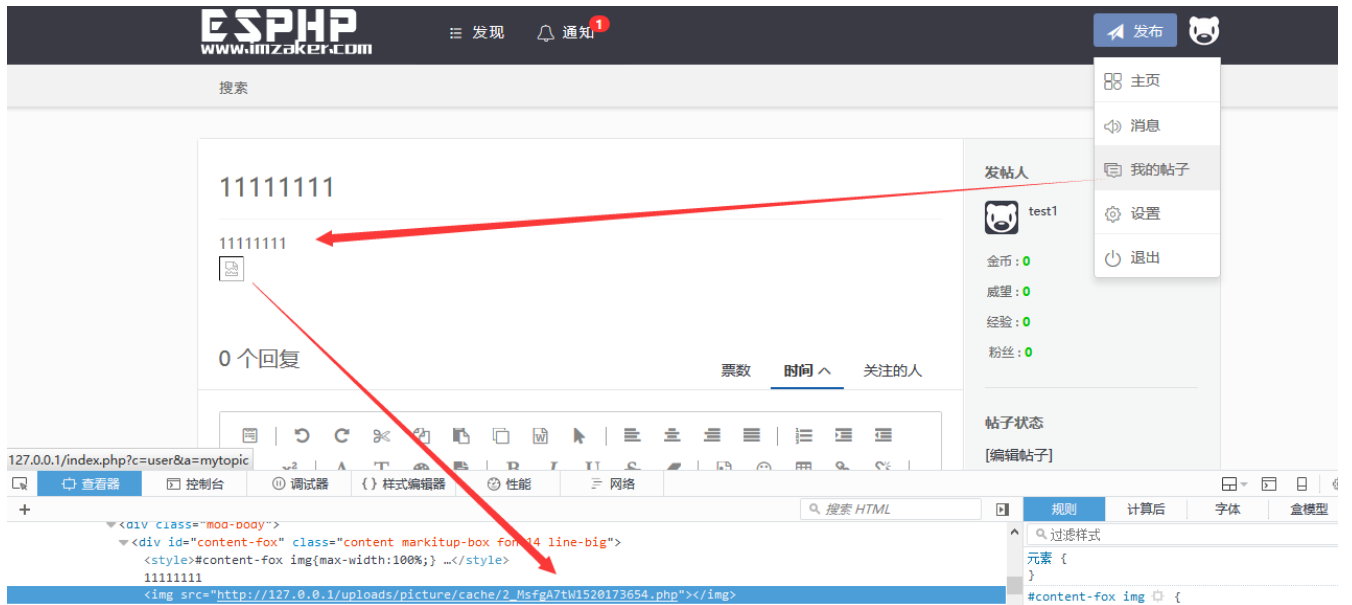 ESPHP
www.imzaker.com
发现
通知
1
发布
搜索
主页
消息
我的帖子
设置
退出
11111111
11111111
发帖人
test1
金币 : 0
威望 : 0
经验 : 0
粉丝 : 0
0 个回复
票数
时间
关注的人
帖子状态
[编辑帖子]
127.0.0.1/index.php?c=user&a=mytopic
查看器
控制台
调试器
{ } 样式编辑器
性能
网络
+
搜索 HTML
规则
计算后
字体
盒模型
过滤样式
<div class="mod-body">
<div id="content-fox" class="content markitup-box fon 14 line-big">
<style>#content-fox img{max-width:100%;} …</style>
11111111
<img src="http://127.0.0.1/uploads/picture/cache/2_MsfgA7tW1520173654.php"></img>
元素 {
}
#content-fox img {